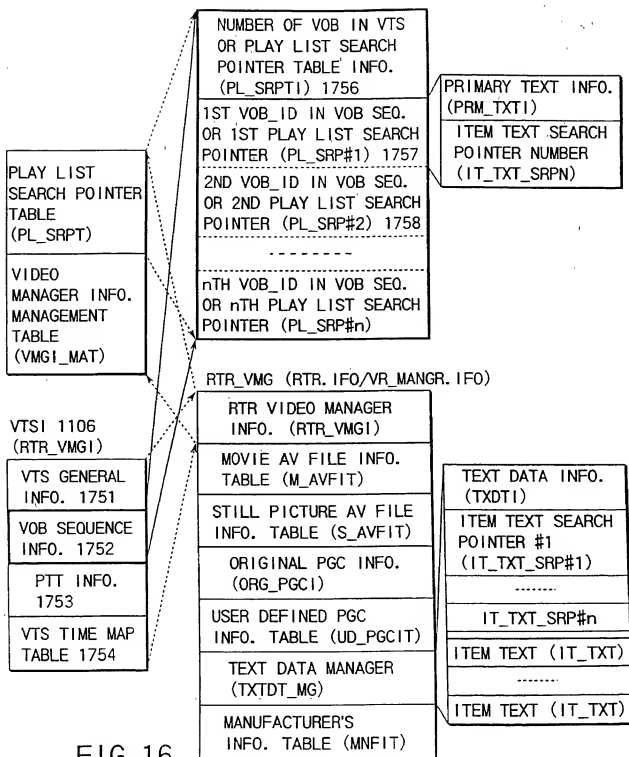 NUMBER OF VOB IN VTS
OR PLAY LIST SEARCH
POINTER TABLE INFO.
(PL_SRPTI) 1756
1ST VOB_ID IN VOB SEQ.
OR 1ST PLAY LIST SEARCH
POINTER (PL_SRP#1) 1757
2ND VOB_ID IN VOB SEQ.
OR 2ND PLAY LIST SEARCH
POINTER (PL_SRP#2) 1758
nTH VOB_ID IN VOB SEQ.
OR nTH PLAY LIST SEARCH
POINTER (PL_SRP#n)
PRIMARY TEXT INFO.
(PRM_TXTI)
ITEM TEXT SEARCH
POINTER NUMBER
(IT_TXT_SRPN)
PLAY LIST
SEARCH POINTER
TABLE
(PL_SRPT)
VIDEO
MANAGER INFO.
MANAGEMENT
TABLE
(VMGI_MAT)
VTSI 1106
(RTR_VMGI)
VTS GENERAL
INFO. 1751
VOB SEQUENCE
INFO. 1752
PTT INFO.
1753
VTS TIME MAP
TABLE 1754
RTR_VMG (RTR.IFO/VR_MANGR.IFO)
RTR VIDEO MANAGER
INFO. (RTR_VMGI)
MOVIE AV FILE INFO.
TABLE (M_AVFIT)
STILL PICTURE AV FILE
INFO. TABLE (S_AVFIT)
ORIGINAL PGC INFO.
(ORG_PGCI)
USER DEFINED PGC
INFO. TABLE (UD_PGCIT)
TEXT DATA MANAGER
(TXTDT_MG)
MANUFACTURER'S
INFO. TABLE (MNFIT)
TEXT DATA INFO.
(TXDTI)
ITEM TEXT SEARCH
POINTER #1
(IT_TXT_SRP#1)
IT_TXT_SRP#n
ITEM TEXT (IT_TXT)
ITEM TEXT (IT_TXT)
FIG. 16